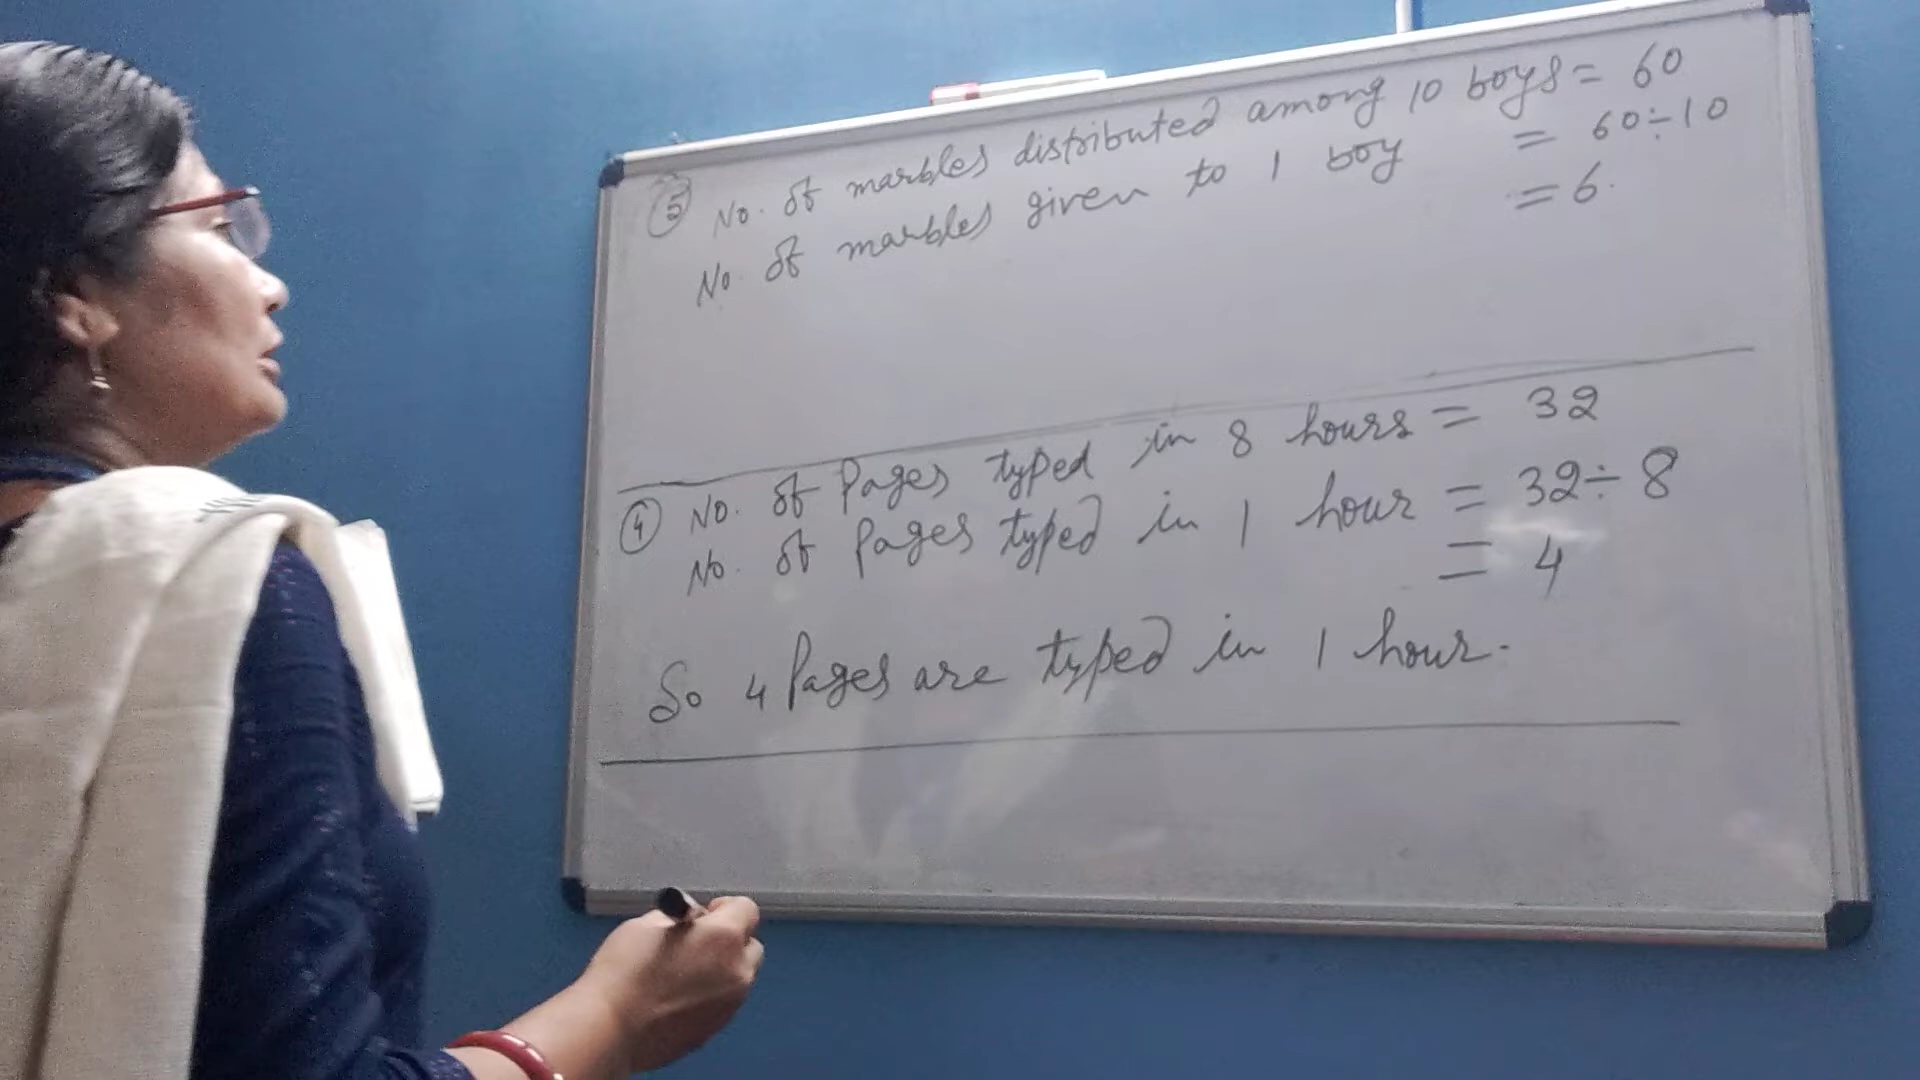 ③ No. of marbles distributed among 10 boys = 60
No. of marbles given to 1 boy = 60÷10
= 6.
④ No. of Pages typed in 8 hours = 32
No. of Pages typed in 1 hour = 32÷8
= 4
So 4 Pages are typed in 1 hour.